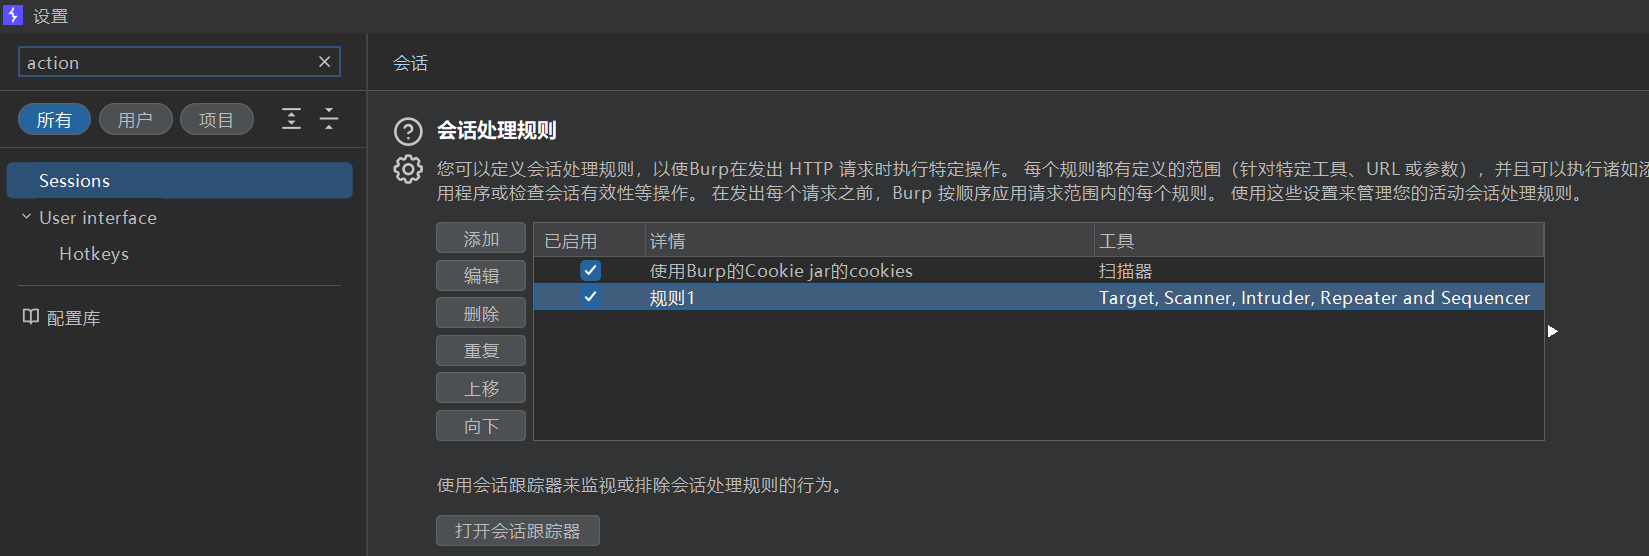 设置
action
会话
所有
用户
项目
会话处理规则
您可以定义会话处理规则，以使Burp在发出 HTTP 请求时执行特定操作。 每个规则都有定义的范围（针对特定工具、URL 或参数），并且可以执行诸如添
用程序或检查会话有效性等操作。 在发出每个请求之前，Burp 按顺序应用请求范围内的每个规则。 使用这些设置来管理您的活动会话处理规则。
Sessions
User interface
Hotkeys
配置库
添加
编辑
删除
重复
上移
向下
已启用 详情 工具
使用Burp的Cookie jar的cookies 扫描器
规则1 Target, Scanner, Intruder, Repeater and Sequencer
使用会话跟踪器来监视或排除会话处理规则的行为。
打开会话跟踪器